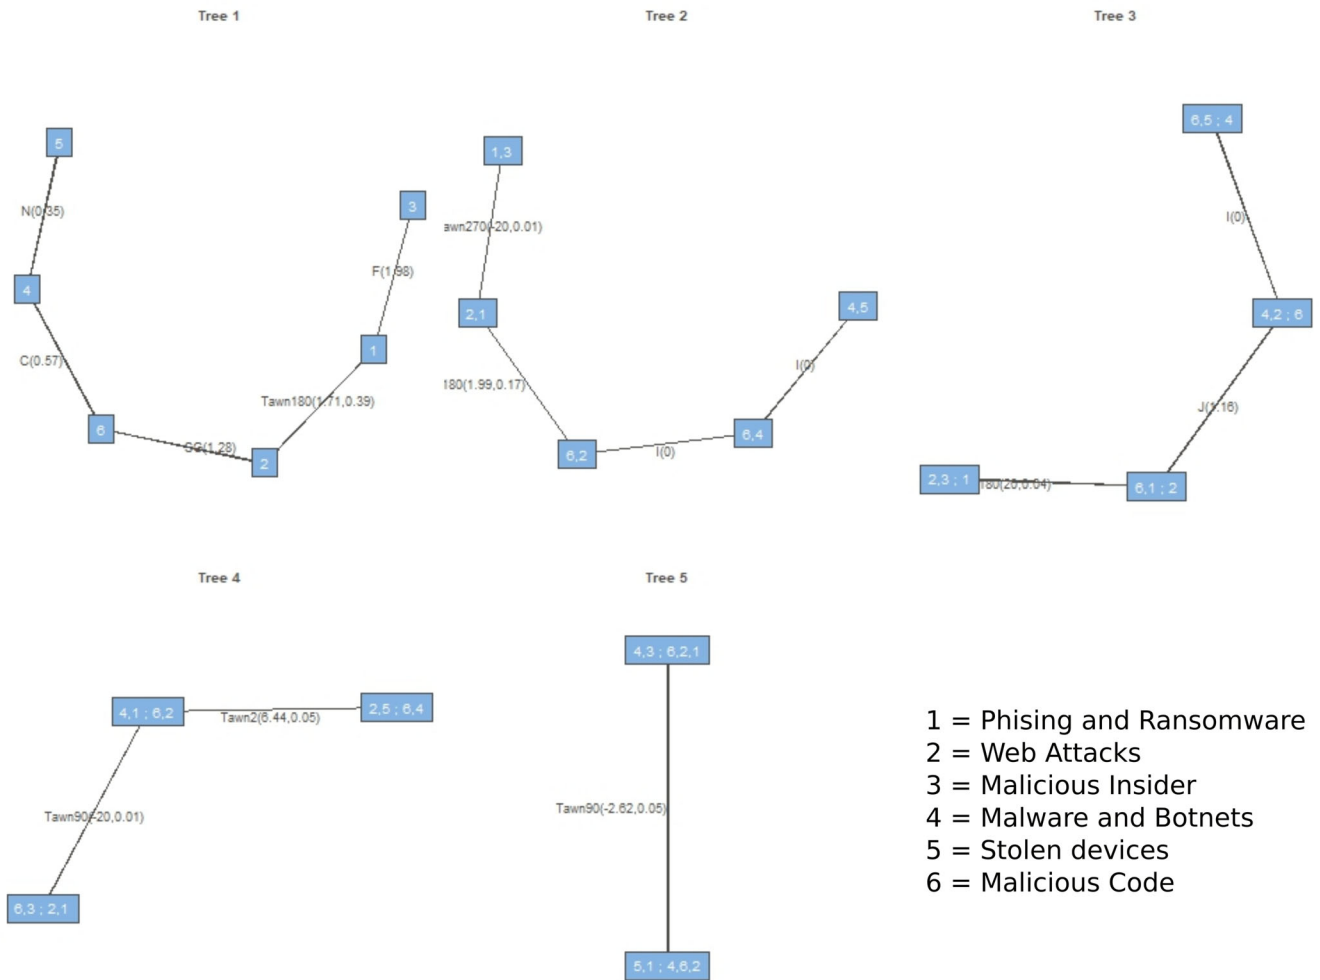 Tree 1
Tree 2
Tree 3
5
N(0.35)
4
C(0.57)
6
SG(1.28)
2
Tawn180(1.71,0.39)
1
F(1.98)
3
1,3
awn270(-20,0.01)
2,1
180(1.99,0.17)
6,2
I(0)
6,4
I(0)
4,5
6,5 ; 4
I(0)
4,2 ; 6
J(1.16)
6,1 ; 2
180(20,0.04)
2,3 ; 1
Tree 4
Tree 5
4,1 ; 6,2
Tawn2(6.44,0.05)
2,5 ; 6,4
Tawn90(-20,0.01)
6,3 ; 2,1
4,3 ; 6,2,1
Tawn90(-2.62,0.05)
5,1 ; 4,6,2
1 = Phising and Ransomware
2 = Web Attacks
3 = Malicious Insider
4 = Malware and Botnets
5 = Stolen devices
6 = Malicious Code